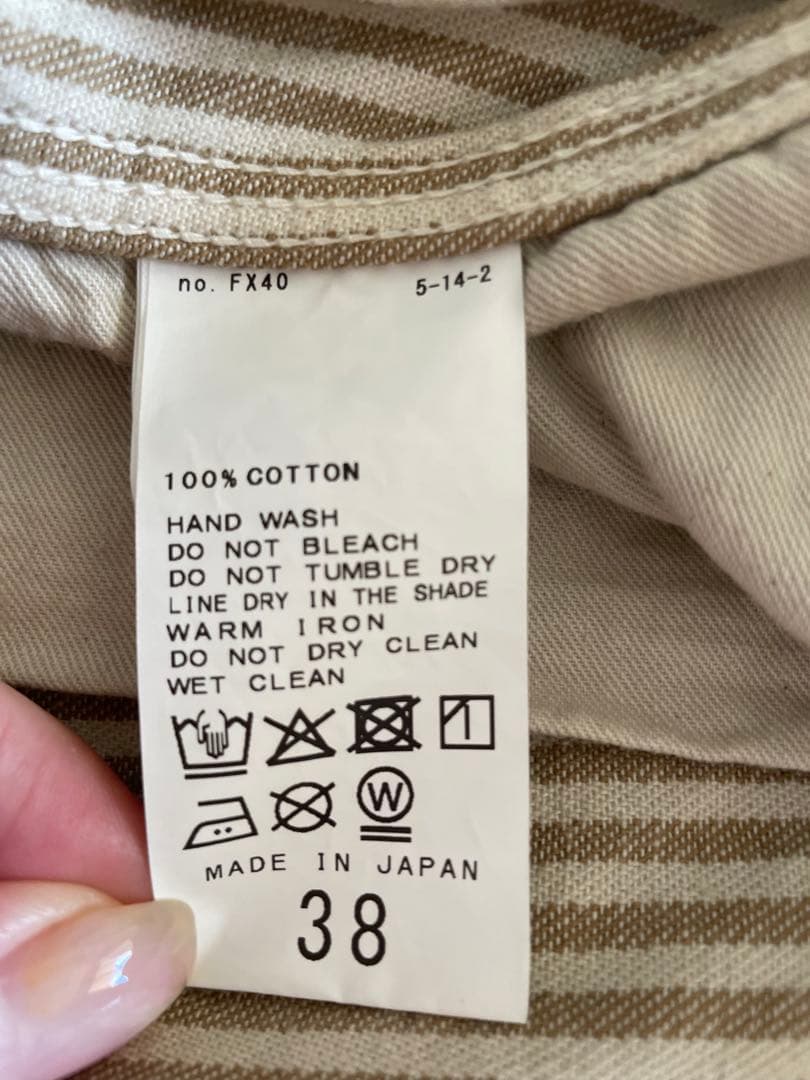 no. FX40 5-14-2
100% COTTON
HAND WASH
DO NOT BLEACH
DO NOT TUMBLE DRY
LINE DRY IN THE SHADE
WARM IRON
DO NOT DRY CLEAN
WET CLEAN
W
MADE IN JAPAN
38